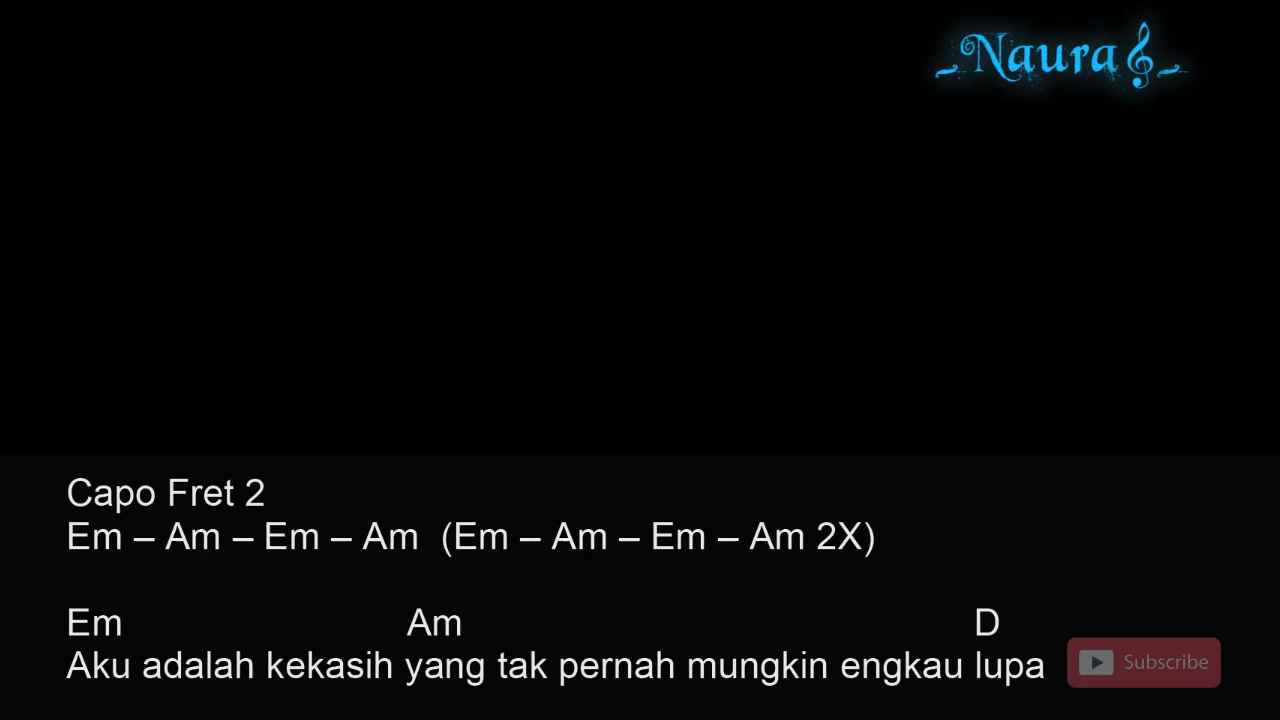 Naura
Capo Fret 2
Em – Am – Em – Am (Em – Am – Em – Am 2X)
Em Am D
Aku adalah kekasih yang tak pernah mungkin engkau lupa
Subscribe